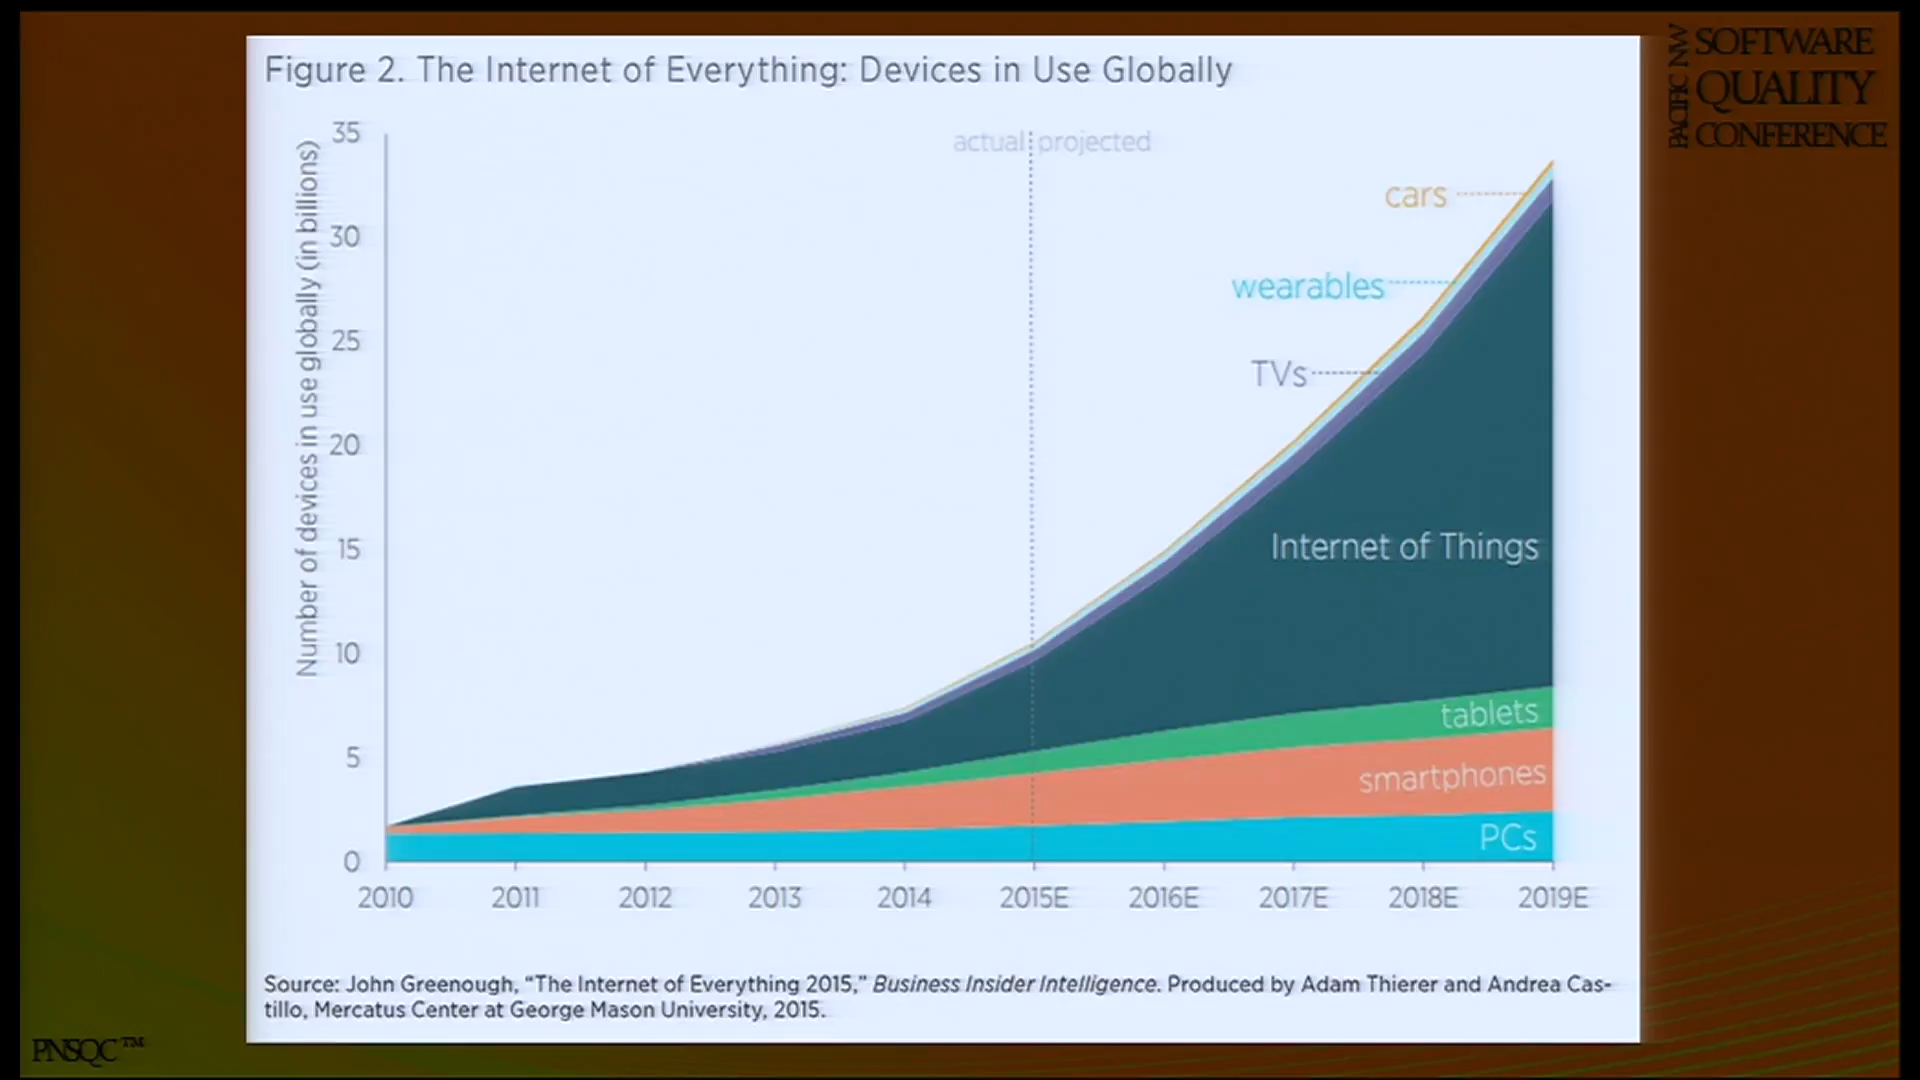 Figure 2. The Internet of Everything: Devices in Use Globally
PACIFIC NW
SOFTWARE
QUALITY
CONFERENCE
Number of devices in use globally (in billions)
35
30
25
20
15
10
5
0
actual projected
cars
wearables
TVs
Internet of Things
tablets
smartphones
PCs
2010 2011 2012 2013 2014 2015E 2016E 2017E 2018E 2019E
Source: John Greenough, “The Internet of Everything 2015,” Business Insider Intelligence. Produced by Adam Thierer and Andrea Cas-
tillo, Mercatus Center at George Mason University, 2015.
PNSQC™